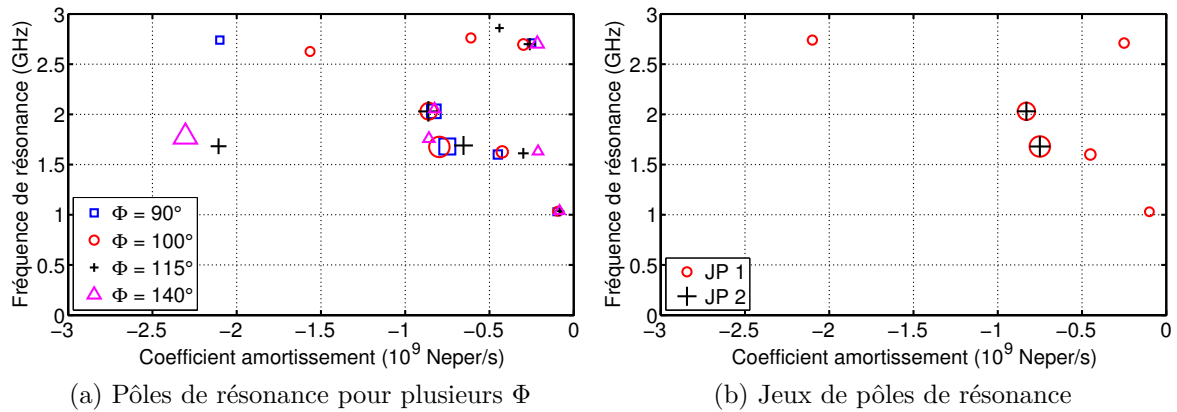 3
2.5
2
1.5
1
0.5
0
−3
−2.5
−2
−1.5
−1
−0.5
0
Coefficient amortissement (10⁹ Neper/s)
Fréquence de résonance (GHz)
Φ = 90°
Φ = 100°
Φ = 115°
Φ = 140°
(a) Pôles de résonance pour plusieurs Φ
3
2.5
2
1.5
1
0.5
0
−3
−2.5
−2
−1.5
−1
−0.5
0
Coefficient amortissement (10⁹ Neper/s)
Fréquence de résonance (GHz)
JP 1
JP 2
(b) Jeux de pôles de résonance